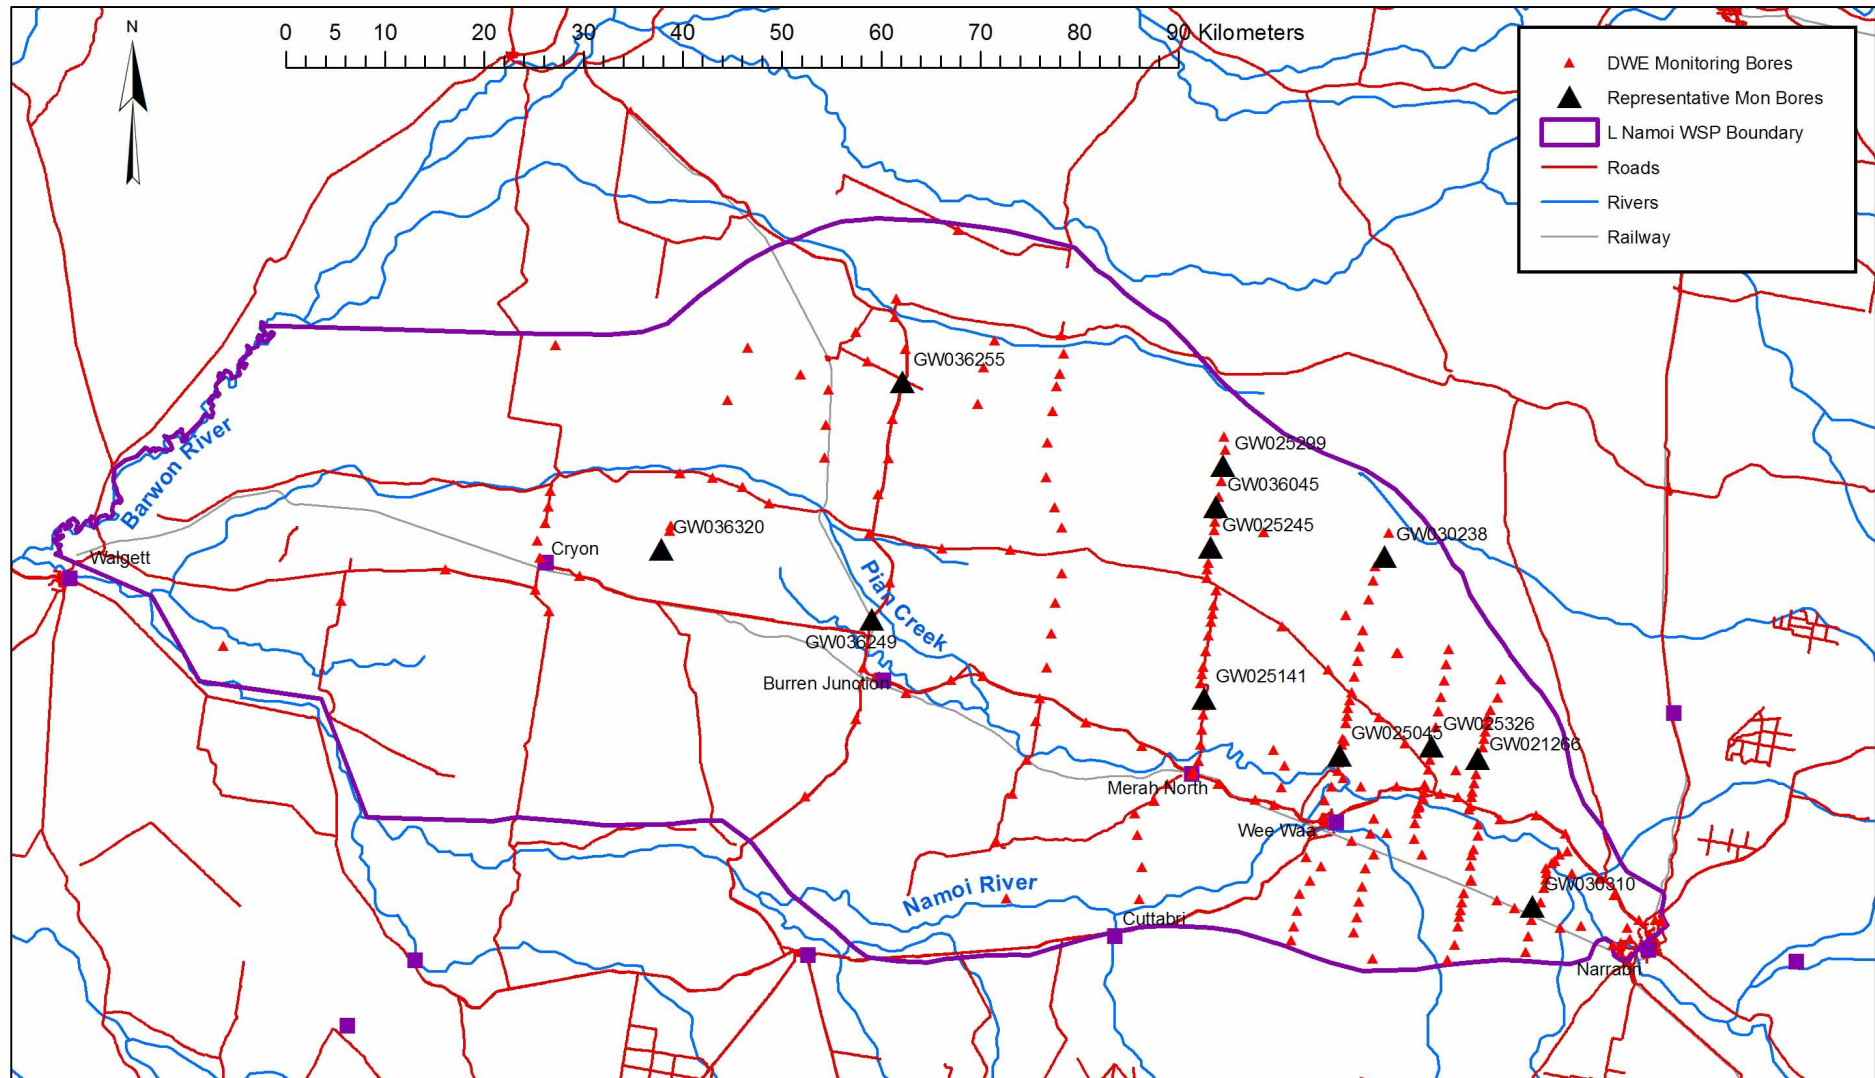 N
0 5 10 20 30 40 50 60 70 80 90 Kilometers
DWE Monitoring Bores
Representative Mon Bores
L Namoi WSP Boundary
Roads
Rivers
Railway
GW036255
GW025299
Barwon River
GW036045
GW025245
GW036320
GW030238
Walgett
Cryon
Pian Creek
GW036249
GW025141
Burren Junction
GW025326
GW025045
GW021266
Merah North
Wee Waa
GW030310
Namoi River
Cuttabri
Narrabri